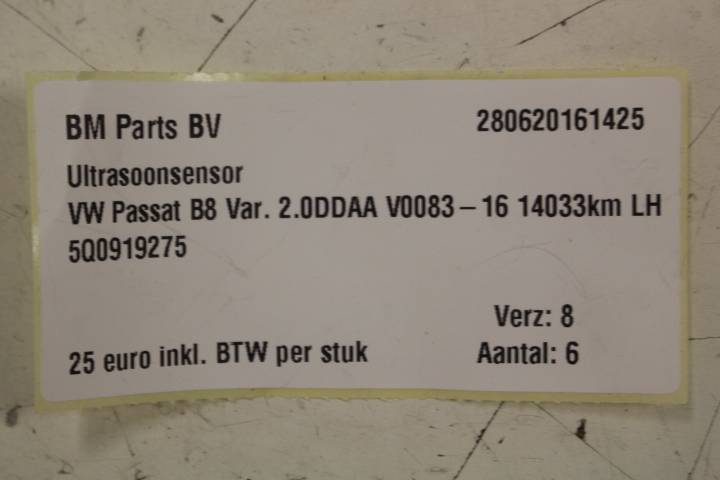 BM Parts BV 280620161425
Ultrasoonsensor
VW Passat B8 Var. 2.0DDAA V0083-16 14033km LH
5Q0919275
Verz: 8
25 euro inkl. BTW per stuk Aantal: 6